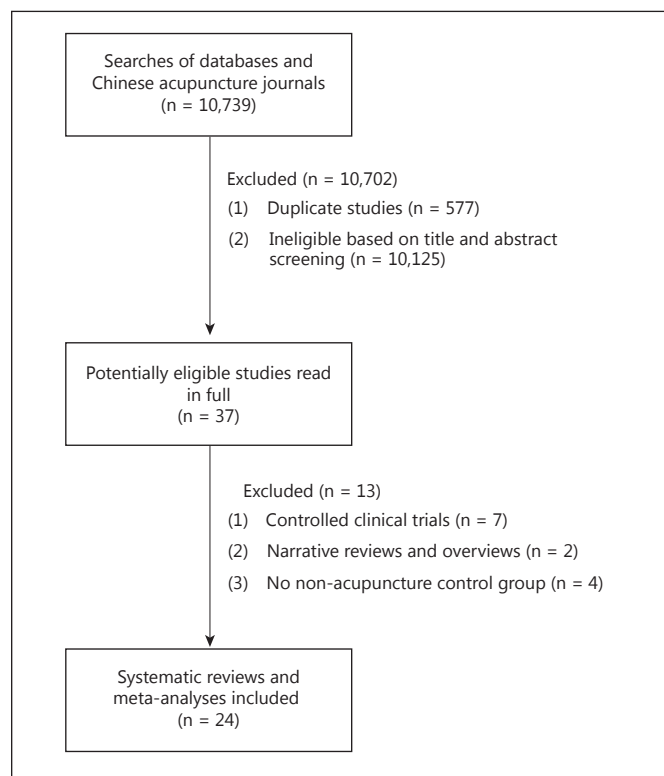 Searches of databases and
Chinese acupuncture journals
(n = 10,739)
Excluded (n = 10,702)
(1) Duplicate studies (n = 577)
(2) Ineligible based on title and abstract
screening (n = 10,125)
Potentially eligible studies read
in full
(n = 37)
Excluded (n = 13)
(1) Controlled clinical trials (n = 7)
(2) Narrative reviews and overviews (n = 2)
(3) No non-acupuncture control group (n = 4)
Systematic reviews and
meta-analyses included
(n = 24)